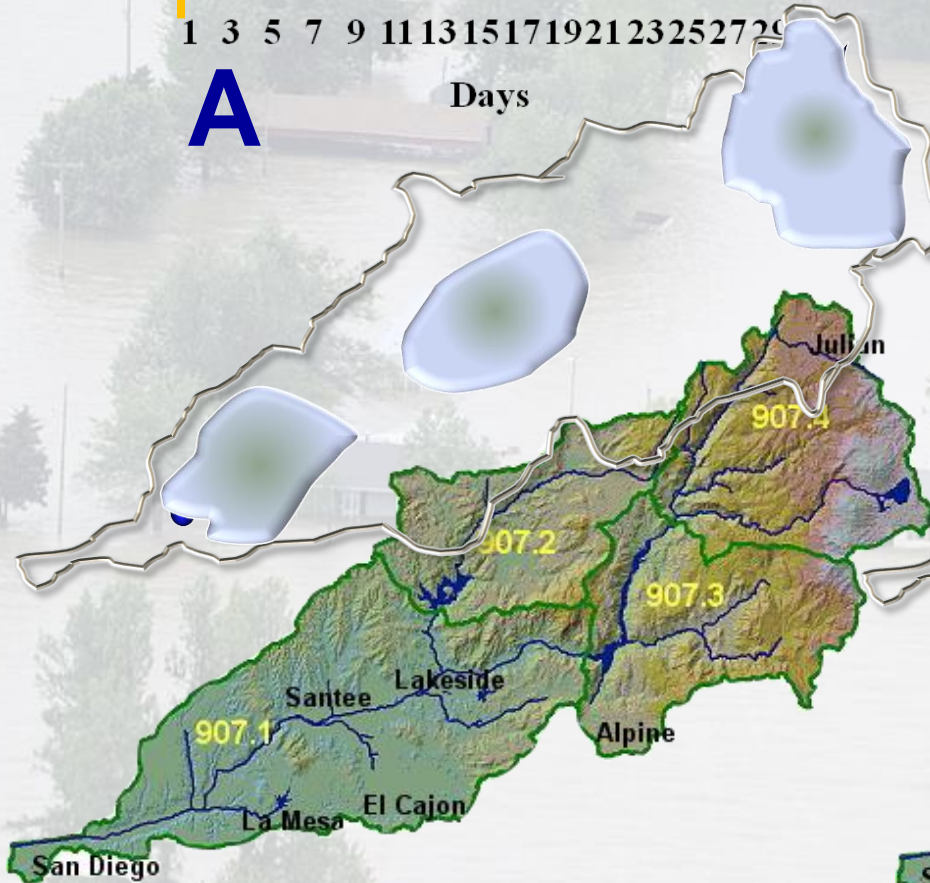 1 3 5 7 9 11 13 15 17 19 21 23 25 27 29
A
Days
Julian
907.4
907.2
907.3
Lakeside
Santee
907.1
Alpine
El Cajon
La Mesa
San Diego
S